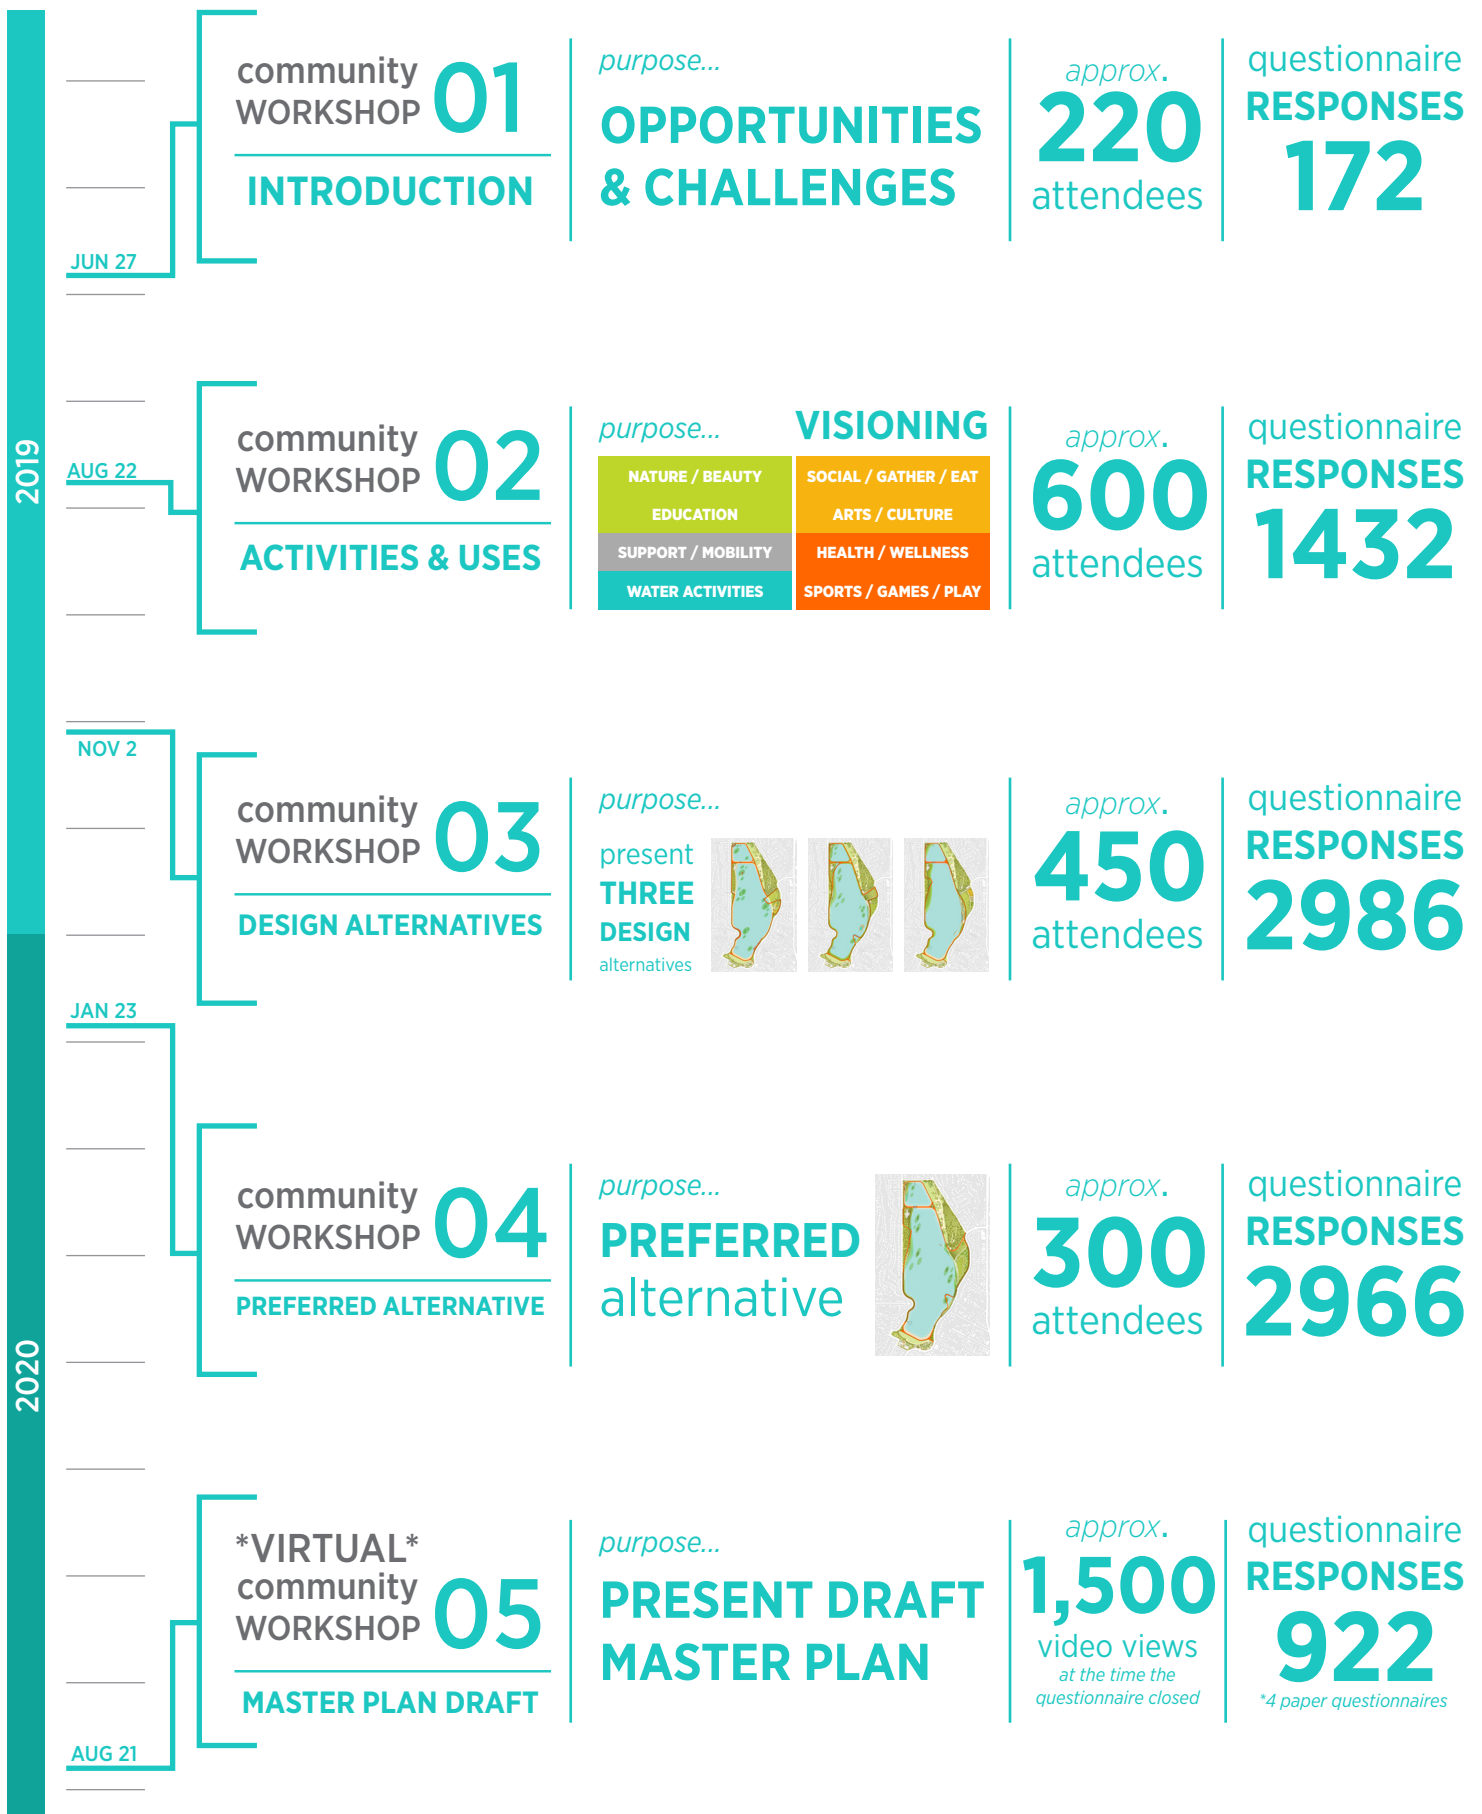 2019
2020
JUN 27
community
WORKSHOP 01
INTRODUCTION
purpose...
OPPORTUNITIES
& CHALLENGES
approx.
220
attendees
questionnaire
RESPONSES
172
AUG 22
community
WORKSHOP 02
ACTIVITIES & USES
purpose...
VISIONING
NATURE / BEAUTY
EDUCATION
SUPPORT / MOBILITY
WATER ACTIVITIES
SOCIAL / GATHER / EAT
ARTS / CULTURE
HEALTH / WELLNESS
SPORTS / GAMES / PLAY
approx.
600
attendees
questionnaire
RESPONSES
1432
NOV 2
community
WORKSHOP 03
DESIGN ALTERNATIVES
purpose...
present
THREE
DESIGN
alternatives
approx.
450
attendees
questionnaire
RESPONSES
2986
JAN 23
community
WORKSHOP 04
PREFERRED ALTERNATIVE
purpose...
PREFERRED
alternative
approx.
300
attendees
questionnaire
RESPONSES
2966
AUG 21
*VIRTUAL*
community
WORKSHOP 05
MASTER PLAN DRAFT
purpose...
PRESENT DRAFT
MASTER PLAN
approx.
1,500
video views
at the time the
questionnaire closed
questionnaire
RESPONSES
922
*4 paper questionnaires